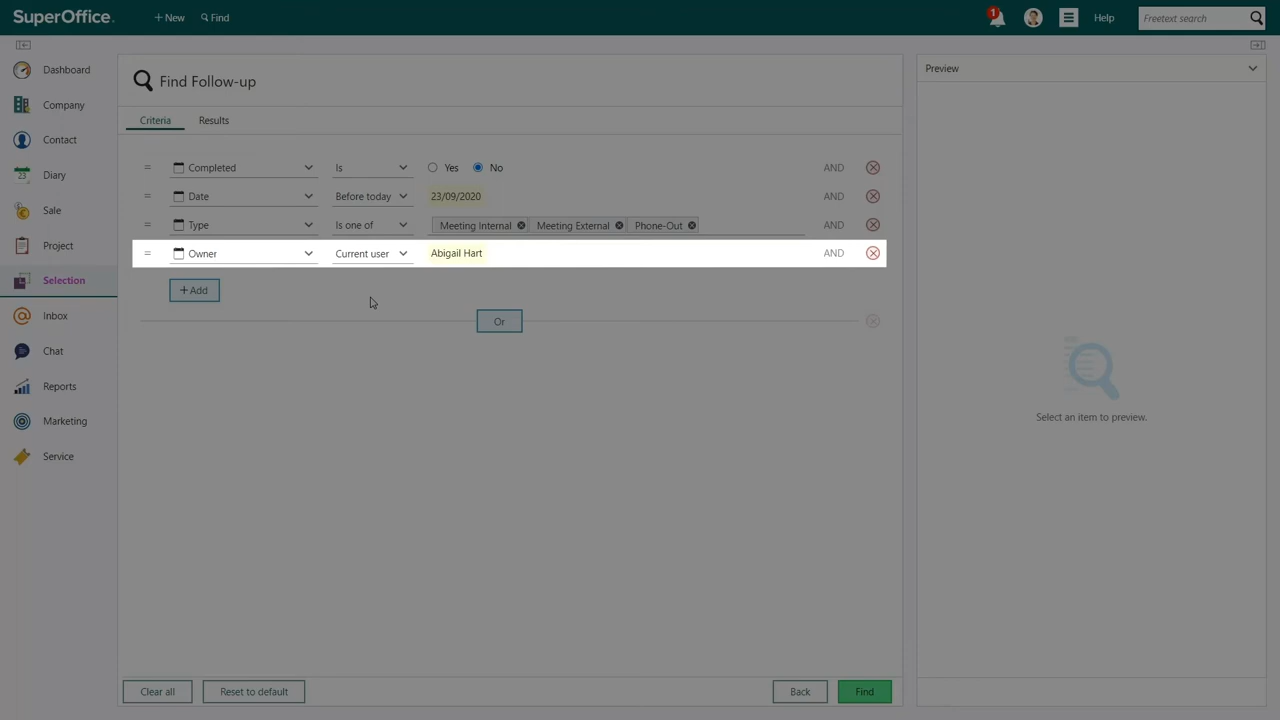 SuperOffice.
+ New
Find
1
Help
Freetext search
Dashboard
Company
Contact
23
Diary
Sale
Project
Selection
Inbox
Chat
Reports
Marketing
Service
Find Follow-up
Criteria
Results
= Completed Is Yes No AND
= Date Before today 23/09/2020 AND
= Type Is one of Meeting Internal Meeting External Phone-Out AND
= Owner Current user Abigail Hart AND
+ Add
Or
Clear all
Reset to default
Back
Find
Preview
Select an item to preview.